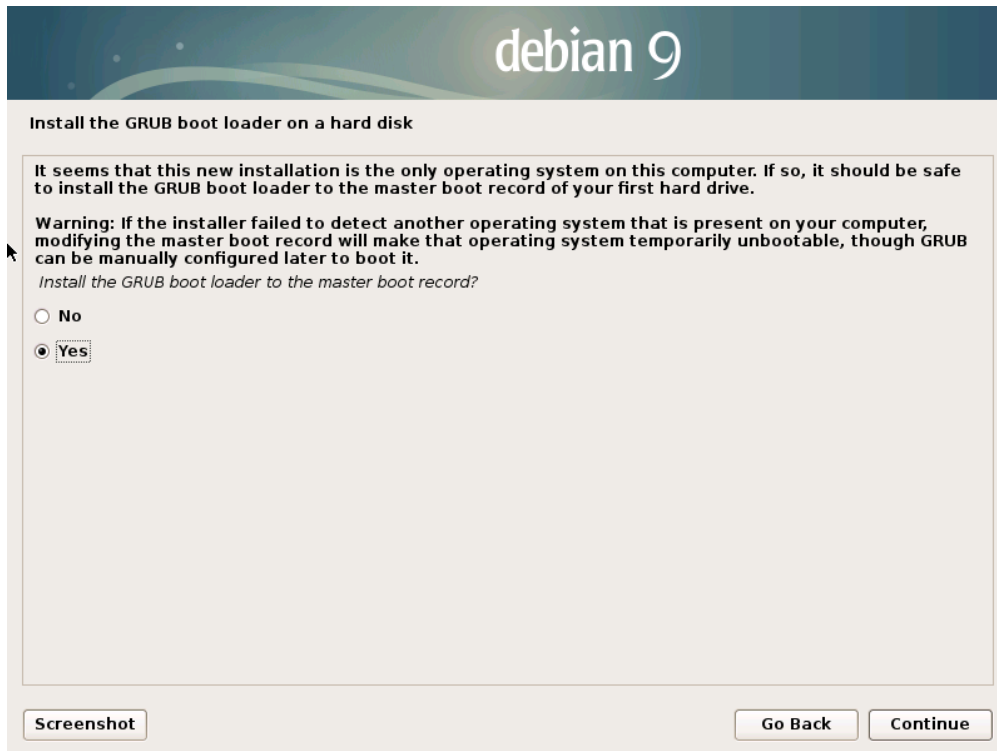 debian 9
Install the GRUB boot loader on a hard disk
It seems that this new installation is the only operating system on this computer. If so, it should be safe
to install the GRUB boot loader to the master boot record of your first hard drive.
Warning: If the installer failed to detect another operating system that is present on your computer,
modifying the master boot record will make that operating system temporarily unbootable, though GRUB
can be manually configured later to boot it.
Install the GRUB boot loader to the master boot record?
No
Yes
Screenshot
Go Back
Continue